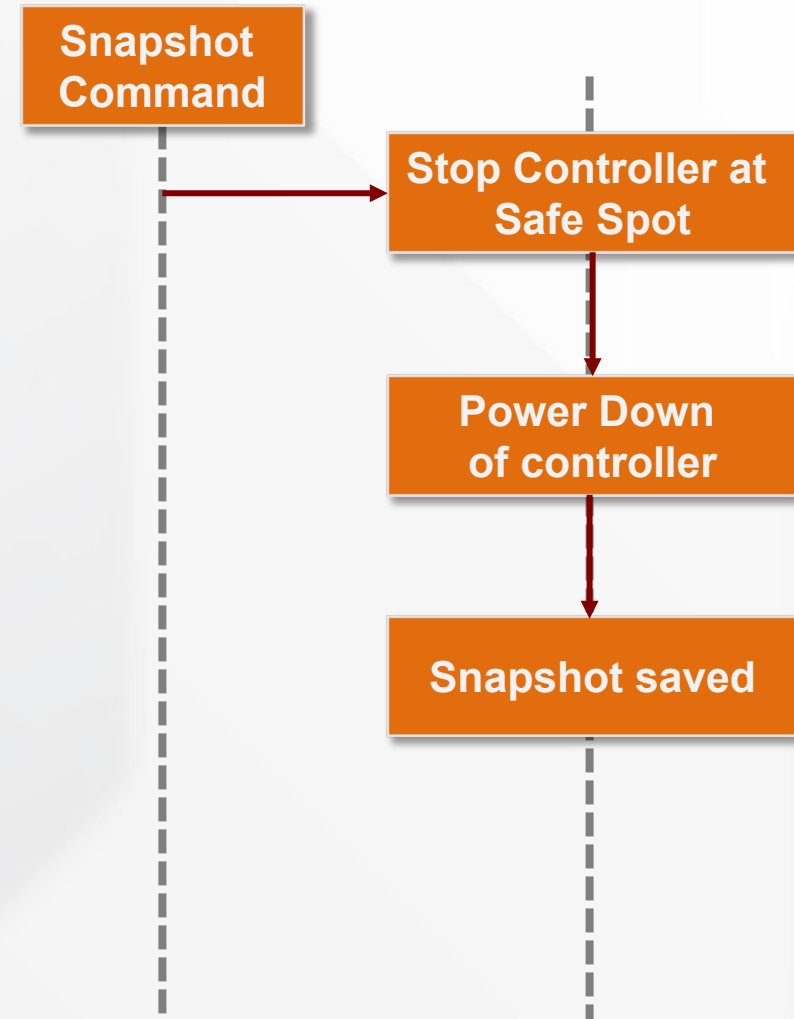 Snapshot
Command
Stop Controller at
Safe Spot
Power Down
of controller
Snapshot saved